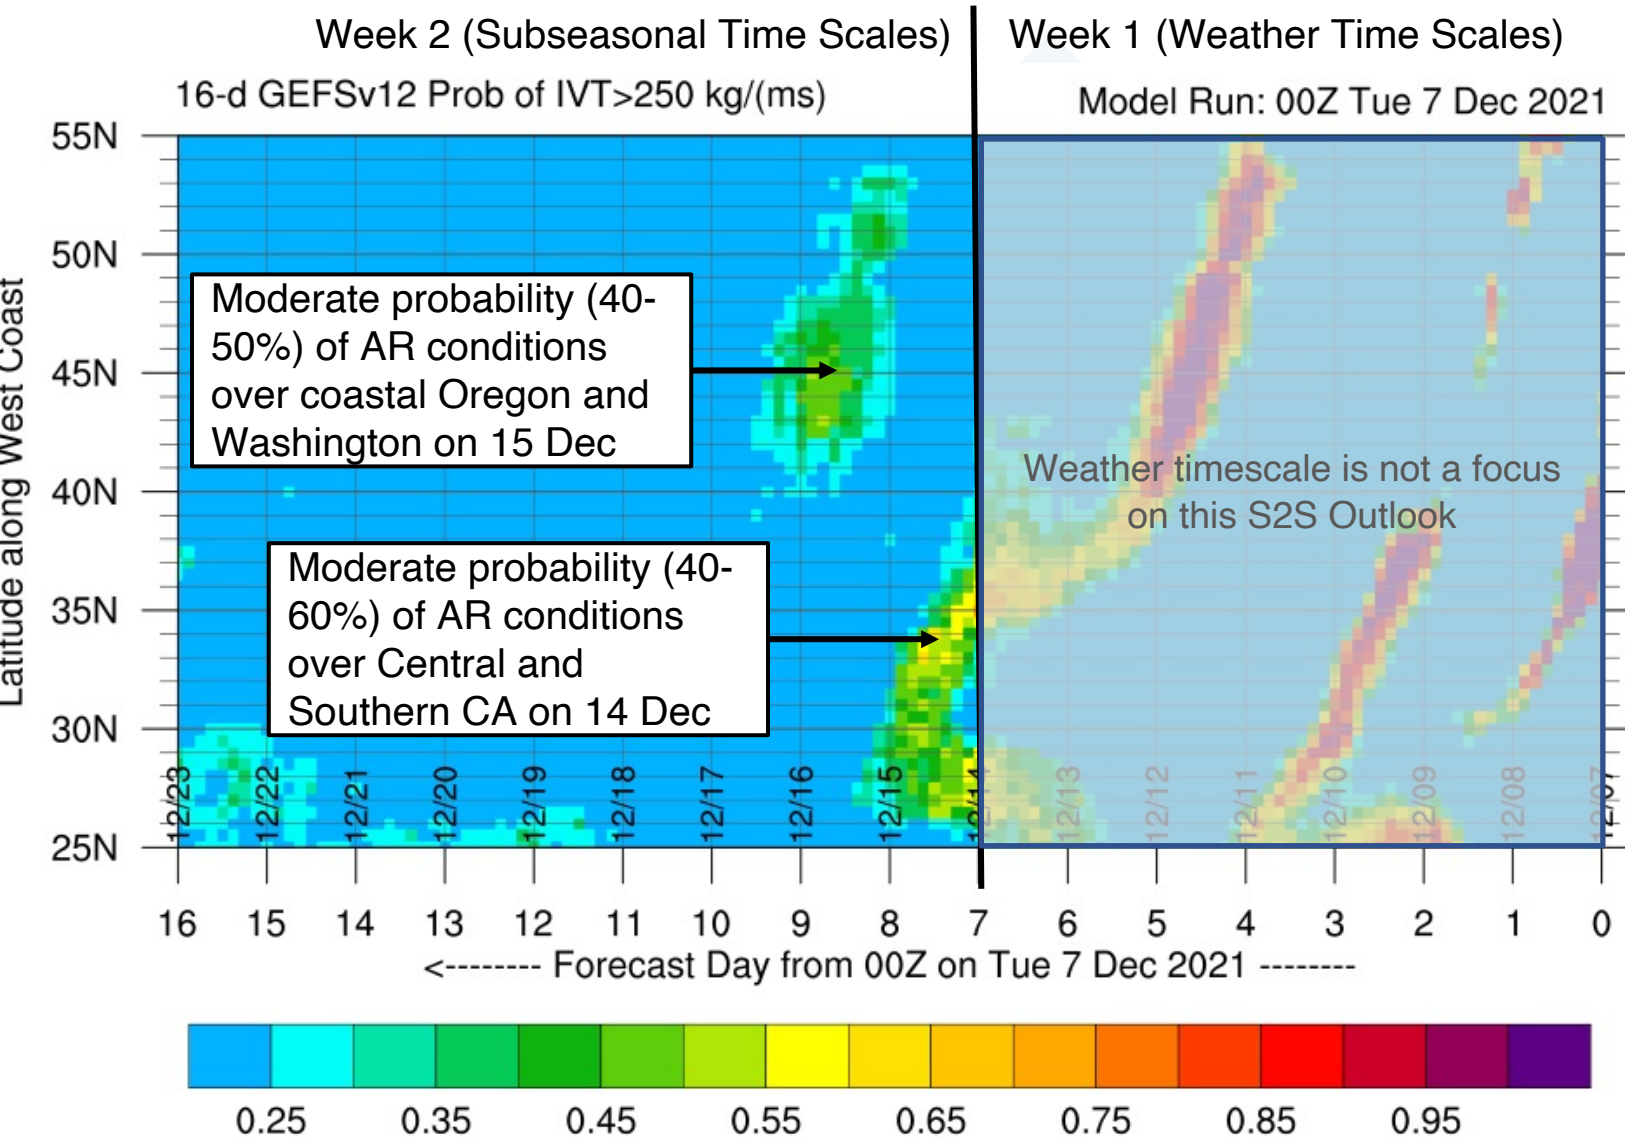 Week 2 (Subseasonal Time Scales)
Week 1 (Weather Time Scales)
16-d GEFSv12 Prob of IVT>250 kg/(ms)
Model Run: 00Z Tue 7 Dec 2021
Latitude along West Coast
55N
50N
45N
40N
35N
30N
25N
Moderate probability (40-
50%) of AR conditions
over coastal Oregon and
Washington on 15 Dec
Moderate probability (40-
60%) of AR conditions
over Central and
Southern CA on 14 Dec
Weather timescale is not a focus
on this S2S Outlook
12/23
12/22
12/21
12/20
12/19
12/18
12/17
12/16
12/15
12/14
12/13
12/12
12/11
12/10
12/09
12/08
12/07
16 15 14 13 12 11 10 9 8 7 6 5 4 3 2 1 0
<-------- Forecast Day from 00Z on Tue 7 Dec 2021 --------
0.25 0.35 0.45 0.55 0.65 0.75 0.85 0.95